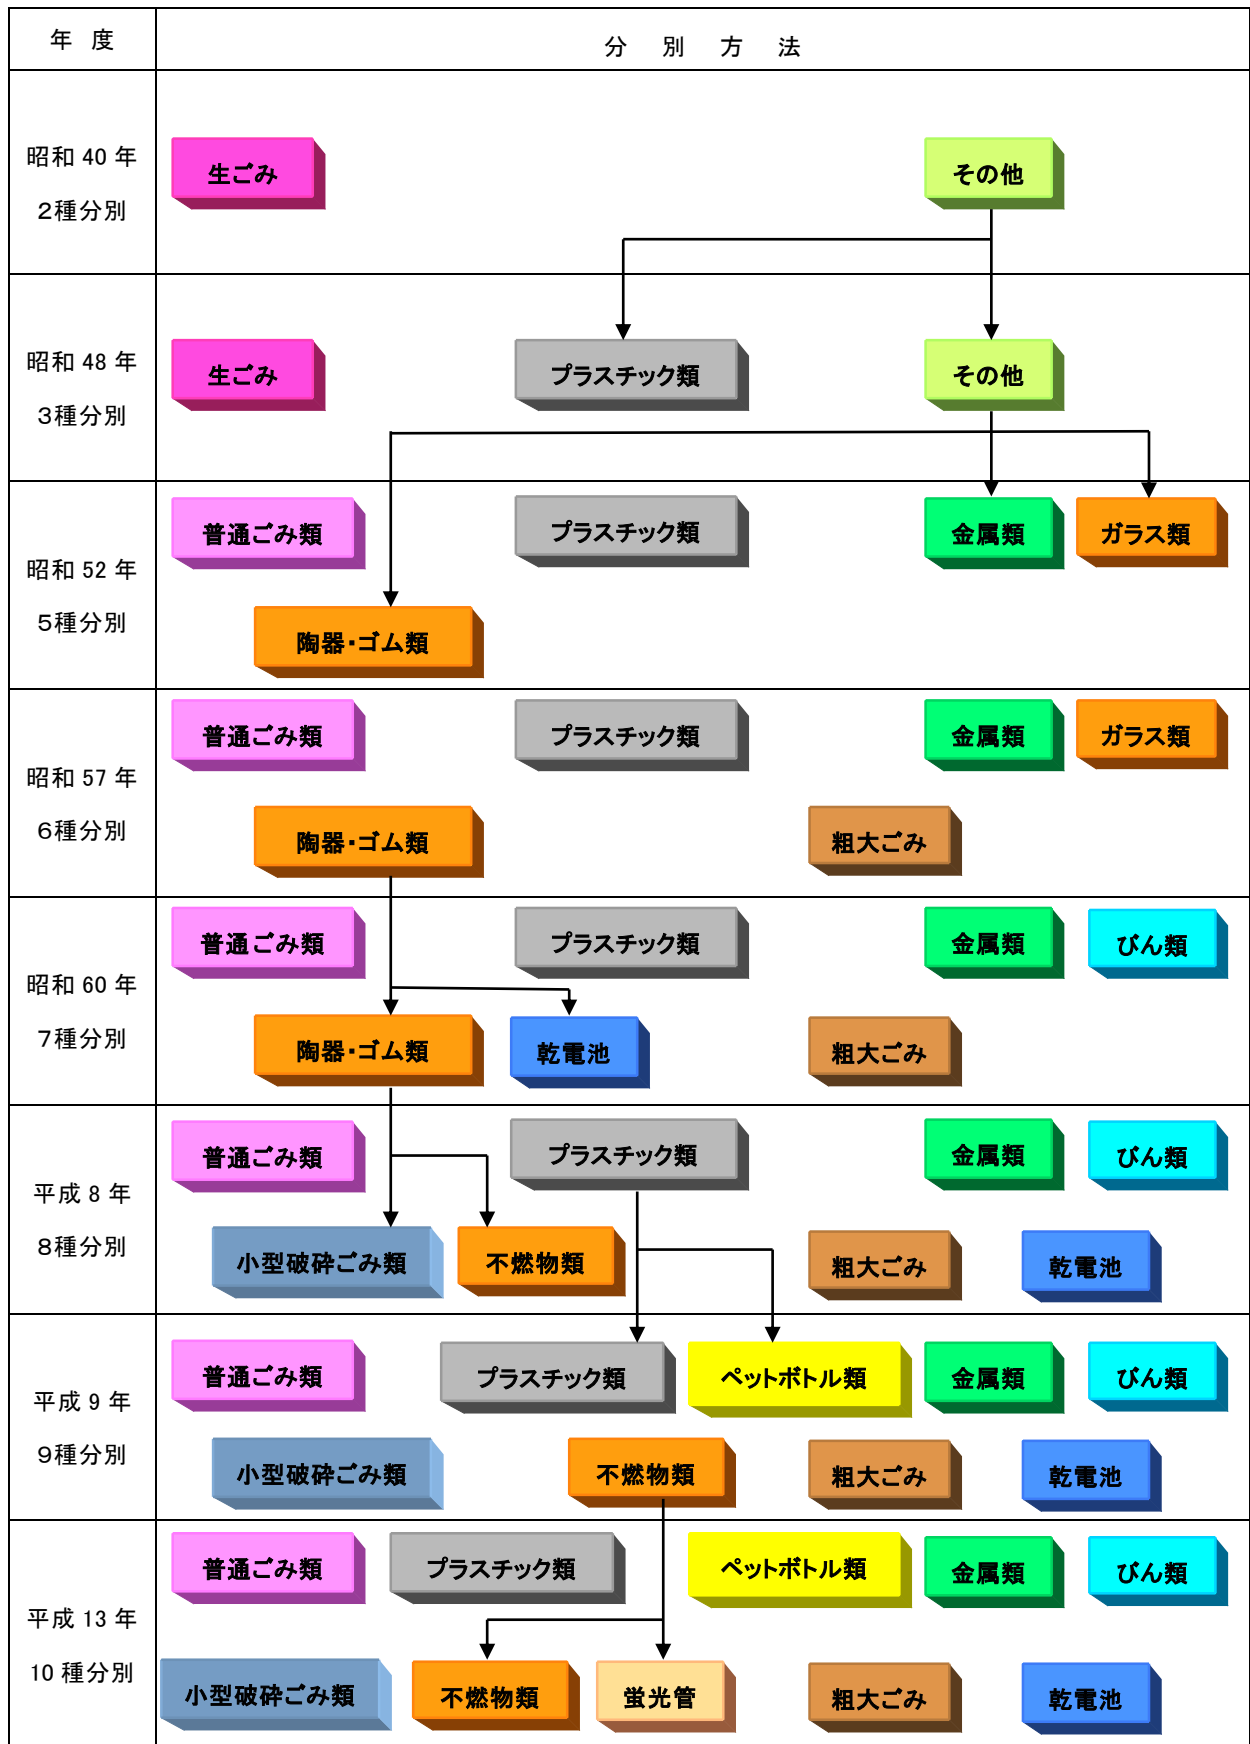 年 度
分 別 方 法
昭和 40 年
2種分別
生ごみ
その他
昭和 48 年
3種分別
生ごみ
プラスチック類
その他
昭和 52 年
5種分別
普通ごみ類
プラスチック類
金属類
ガラス類
陶器・ゴム類
昭和 57 年
6種分別
普通ごみ類
プラスチック類
金属類
ガラス類
陶器・ゴム類
粗大ごみ
昭和 60 年
7種分別
普通ごみ類
プラスチック類
金属類
びん類
陶器・ゴム類
乾電池
粗大ごみ
平成 8 年
8種分別
普通ごみ類
プラスチック類
金属類
びん類
小型破砕ごみ類
不燃物類
粗大ごみ
乾電池
平成 9 年
9種分別
普通ごみ類
プラスチック類
ペットボトル類
金属類
びん類
小型破砕ごみ類
不燃物類
粗大ごみ
乾電池
平成 13 年
10 種分別
普通ごみ類
プラスチック類
ペットボトル類
金属類
びん類
小型破砕ごみ類
不燃物類
蛍光管
粗大ごみ
乾電池